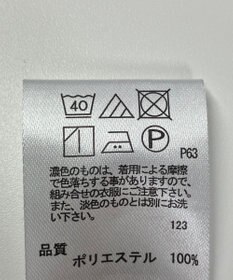 40
P
P63
濃色のものは、着用による摩擦
で色落ちする事がありますので、
組み合せの衣服にご注意下さい。
また、淡色のものとは別にお洗
い下さい。
123
品質
ポリエステル 100%